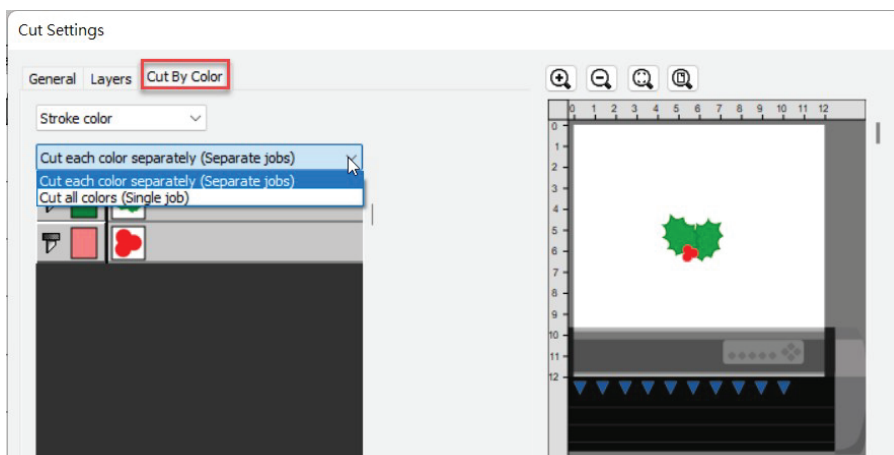 Cut Settings
General Layers Cut By Color
Stroke color
Cut each color separately (Separate jobs)
Cut each color separately (Separate jobs)
Cut all colors (Single job)
0 1 2 3 4 5 6 7 8 9 10 11 12
0
1
2
3
4
5
6
7
8
9
10
11
12